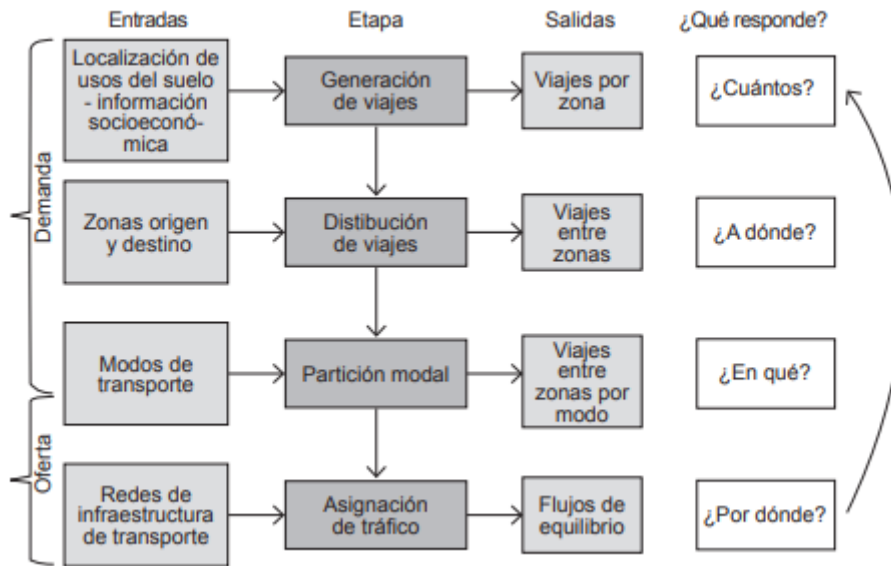 Entradas
Etapa
Salidas
¿Qué responde?
Demanda
Localización de
usos del suelo
- información
socioeconó-
mica
Generación
de viajes
Viajes por
zona
¿Cuántos?
Zonas origen
y destino
Distibución
de viajes
Viajes
entre
zonas
¿A dónde?
Modos de
transporte
Partición modal
Viajes
entre
zonas por
modo
¿En qué?
Oferta
Redes de
infraestructura
de transporte
Asignación
de tráfico
Flujos de
equilibrio
¿Por dónde?